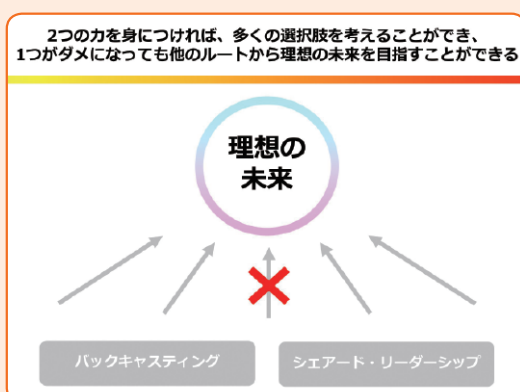 2つの力を身につければ、多くの選択肢を考えることができ、
1つがダメになっても他のルートから理想の未来を目指すことができる
理想の
未来
バックキャスティング
シェアード・リーダーシップ